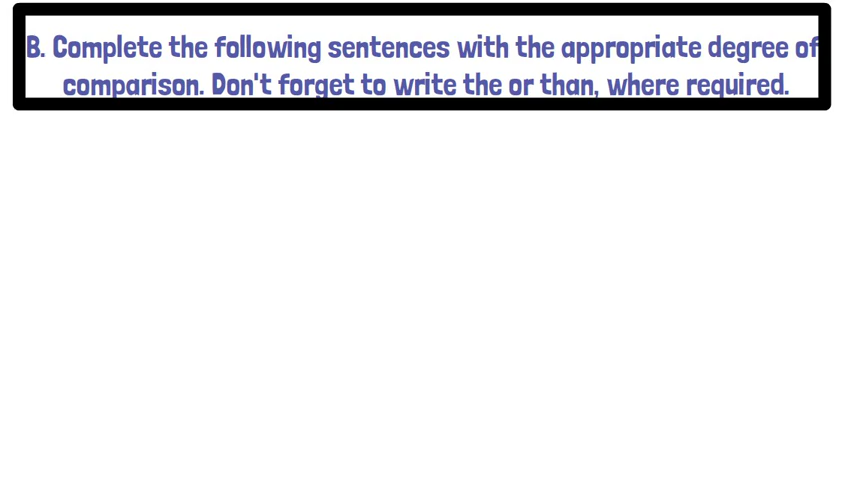 B. Complete the following sentences with the appropriate degree of
comparison. Don't forget to write the or than, where required.